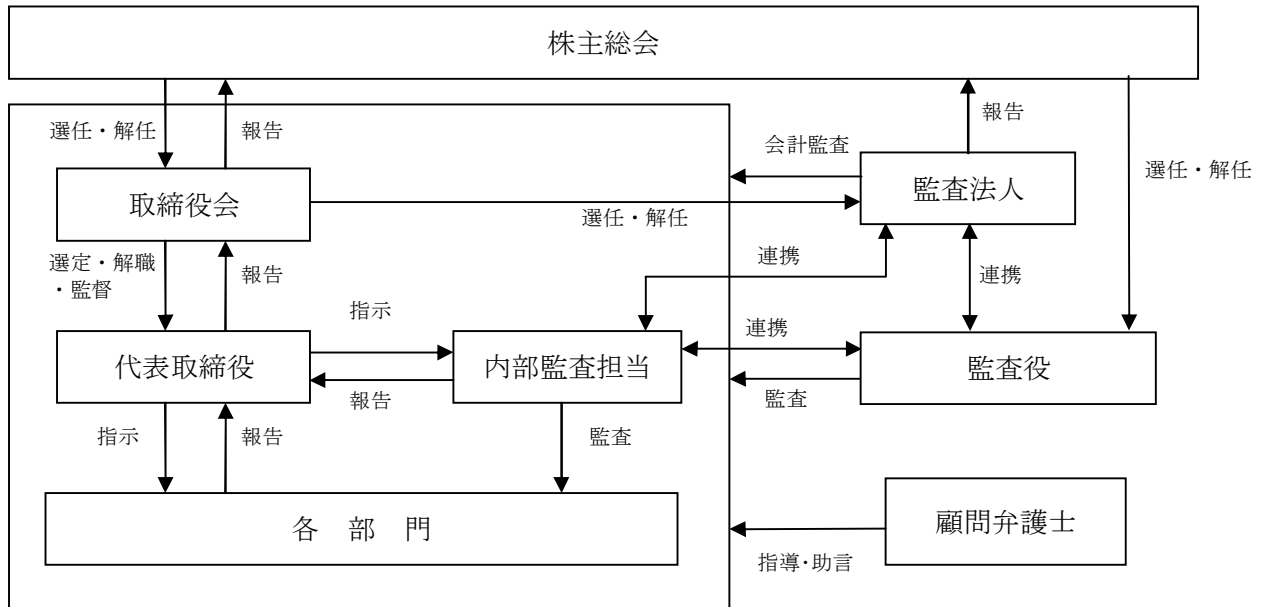 株主総会
選任・解任
報告
報告
会計監査
取締役会
監査法人
選任・解任
選任・解任
選定・解職
・監督
報告
連携
連携
指示
代表取締役
内部監査担当
連携
監査役
報告
監査
指示
報告
監査
各 部 門
顧問弁護士
指導・助言